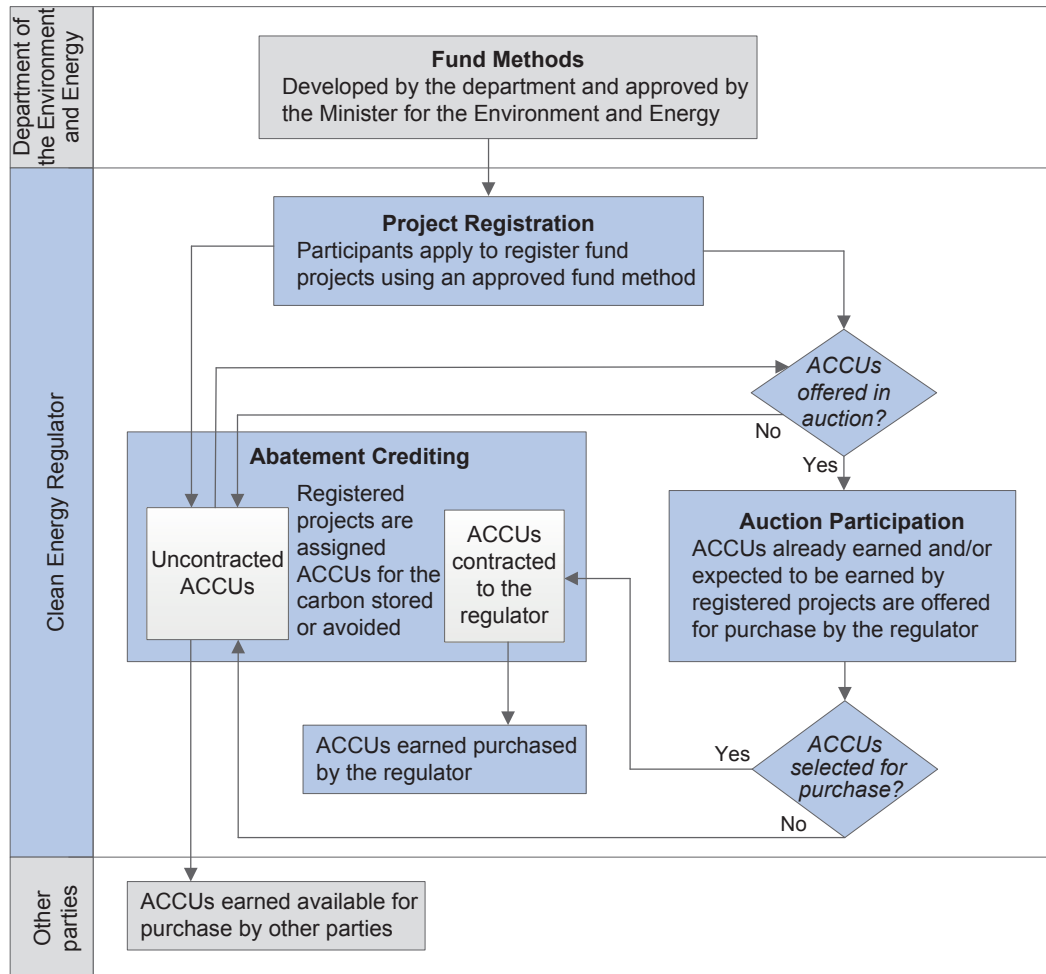 Department of
the Environment
and Energy
Fund Methods
Developed by the department and approved by
the Minister for the Environment and Energy
Clean Energy Regulator
Project Registration
Participants apply to register fund
projects using an approved fund method
ACCUs
offered in
auction?
No
Yes
Abatement Crediting
Registered
projects are
assigned
ACCUs for the
carbon stored
or avoided
Uncontracted
ACCUs
ACCUs
contracted
to the
regulator
Auction Participation
ACCUs already earned and/or
expected to be earned by
registered projects are offered
for purchase by the regulator
ACCUs earned purchased
by the regulator
Yes
ACCUs
selected for
purchase?
No
Other
parties
ACCUs earned available for
purchase by other parties